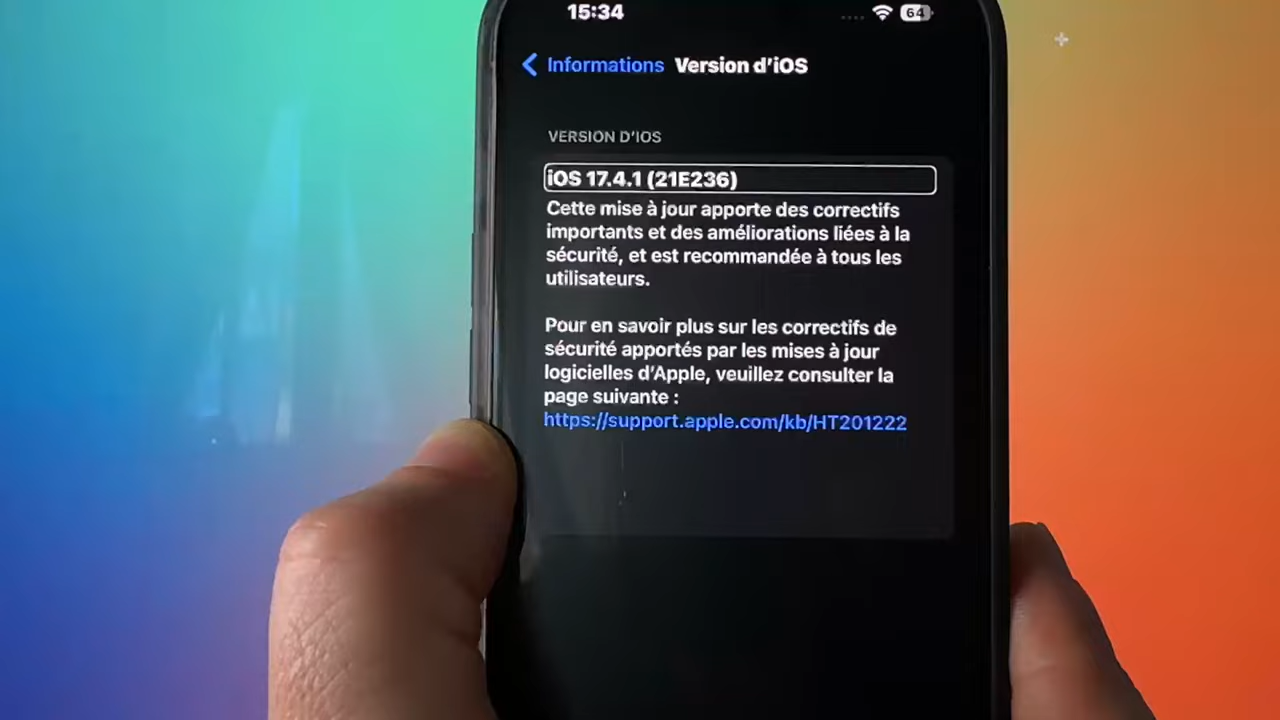 15:34
64
Informations Version d'iOS
VERSION D'IOS
iOS 17.4.1 (21E236)
Cette mise à jour apporte des correctifs
importants et des améliorations liées à la
sécurité, et est recommandée à tous les
utilisateurs.
Pour en savoir plus sur les correctifs de
sécurité apportés par les mises à jour
logicielles d'Apple, veuillez consulter la
page suivante :
https://support.apple.com/kb/HT201222